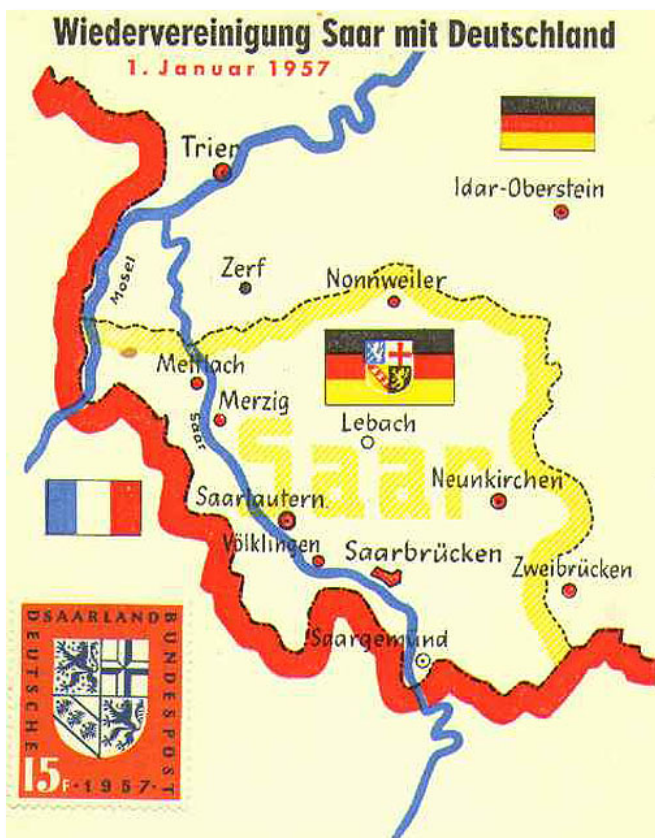 Wiedervereinigung Saar mit Deutschland
1. Januar 1957
Trier
Idar-Oberstein
Mosel
Zerf
Nonnweiler
Mettlach
Merzig
Saar
Lebach
Saar
Neunkirchen
Saarlautern.
Völklingen
Saarbrücken
Zweibrücken
Saargemünd
SAARLAND
DEUTSCHE
BUNDESPOST
15F · 1957 ·